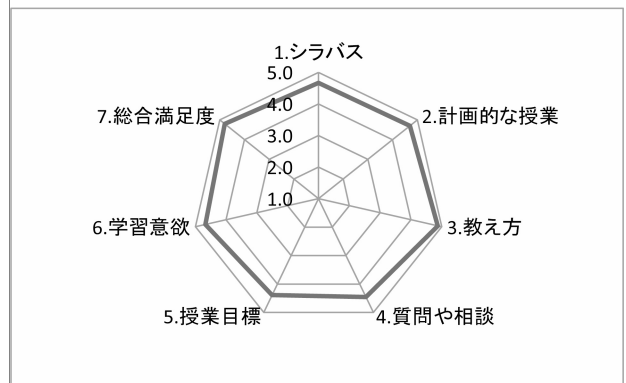 1.シラバス
5.0
4.0
3.0
2.0
1.0
2.計画的な授業
3.教え方
4.質問や相談
5.授業目標
6.学習意欲
7.総合満足度